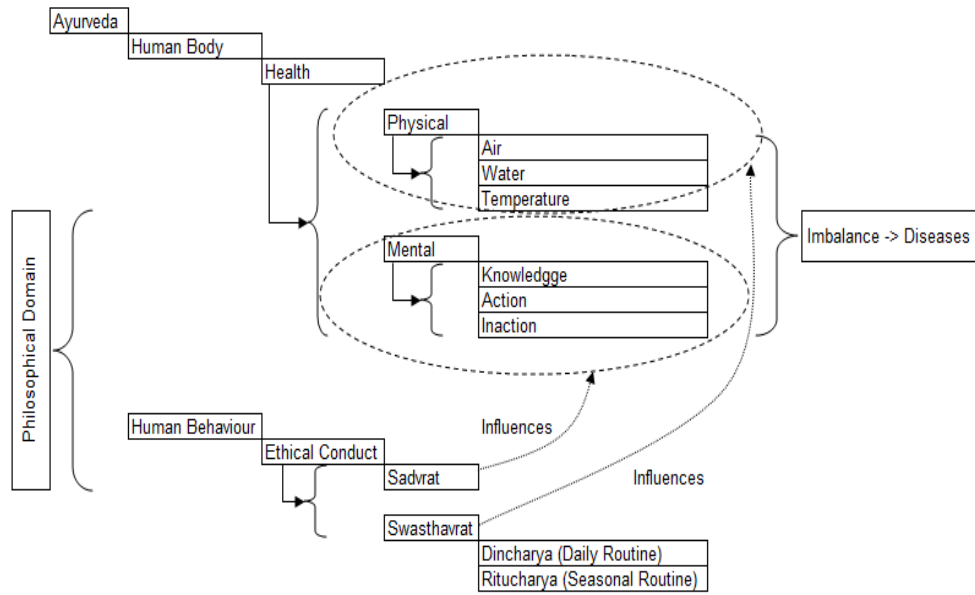 Ayurveda
Human Body
Health
Physical
Air
Water
Temperature
Philosophical Domain
Imbalance -> Diseases
Mental
Knowledgge
Action
Inaction
Human Behaviour
Influences
Ethical Conduct
Sadvrat
Influences
Swasthavrat
Dincharya (Daily Routine)
Ritucharya (Seasonal Routine)